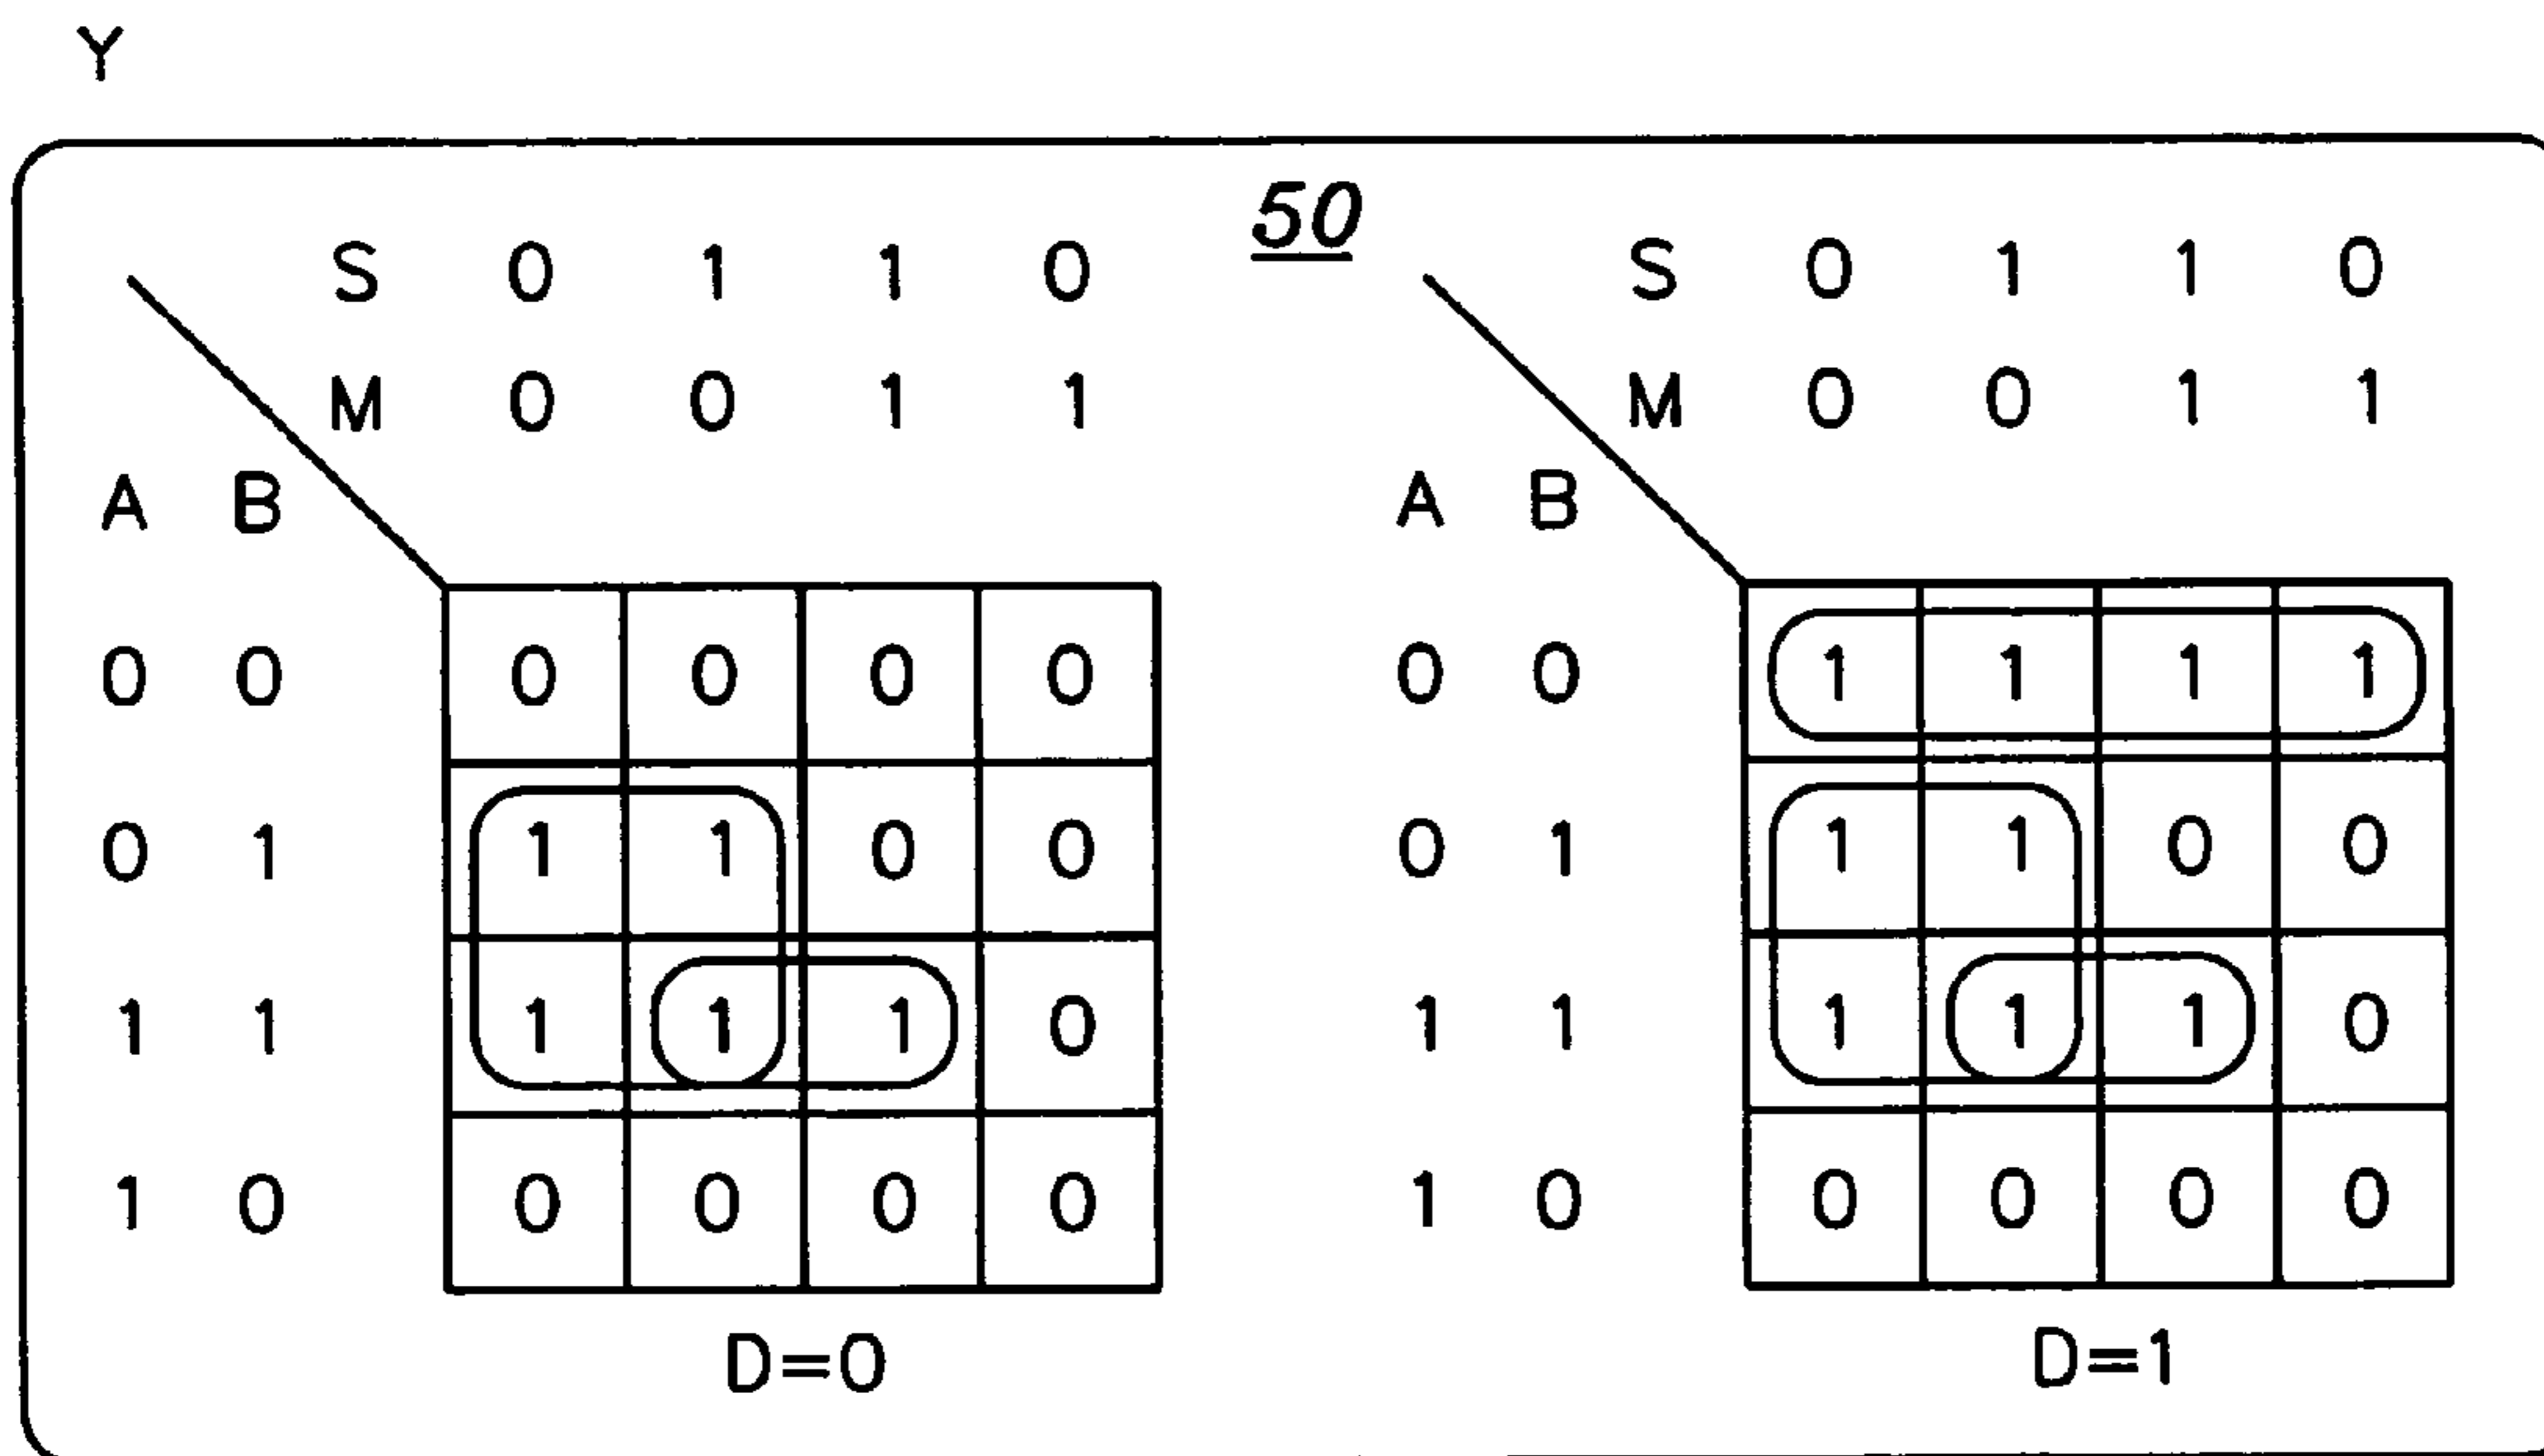 Y
50
S 0 1 1 0 S 0 1 1 0
M 0 0 1 1 M 0 0 1 1
A B A B
0 0 0 0 0 0 0 0 1 1 1 1
0 1 1 1 0 0 0 1 1 1 0 0
1 1 1 1 1 0 1 1 1 1 1 0
1 0 0 0 0 0 1 0 0 0 0 0
D=0 D=1